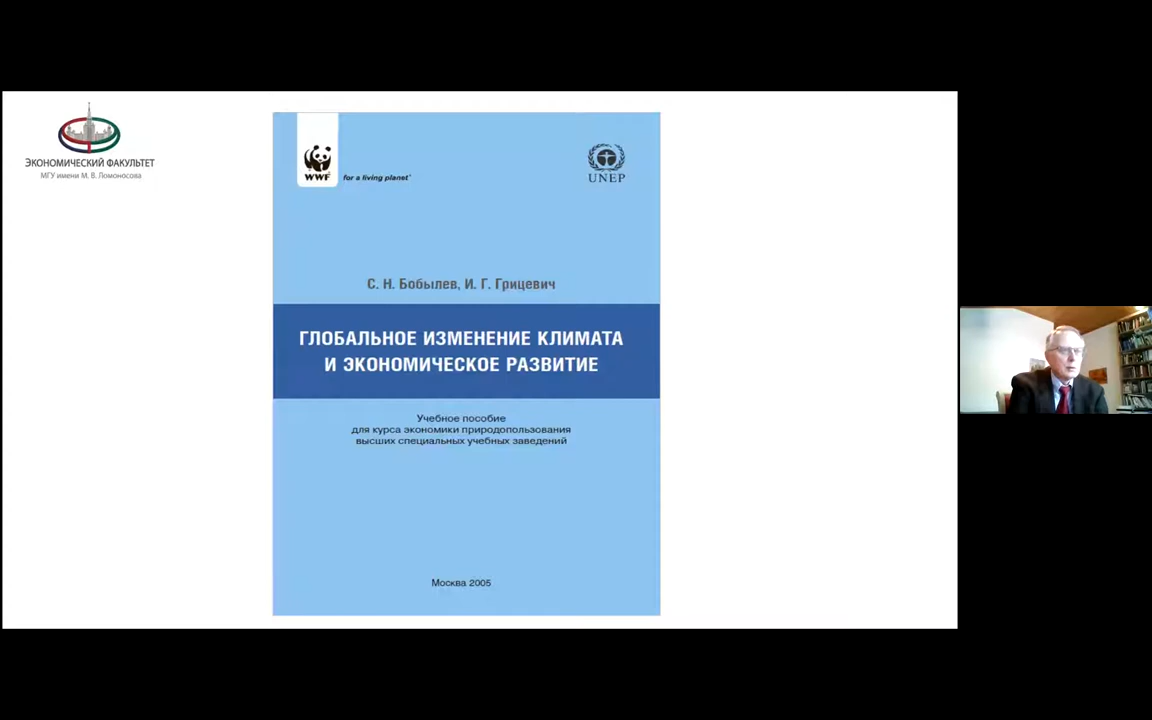 ЭКОНОМИЧЕСКИЙ ФАКУЛЬТЕТ
МГУ имени М. В. Ломоносова
WWF
for a living planet
UNEP
С. Н. Бобылев, И. Г. Грицевич
ГЛОБАЛЬНОЕ ИЗМЕНЕНИЕ КЛИМАТА
И ЭКОНОМИЧЕСКОЕ РАЗВИТИЕ
Учебное пособие
для курса экономики природопользования
высших специальных учебных заведений
Москва 2005